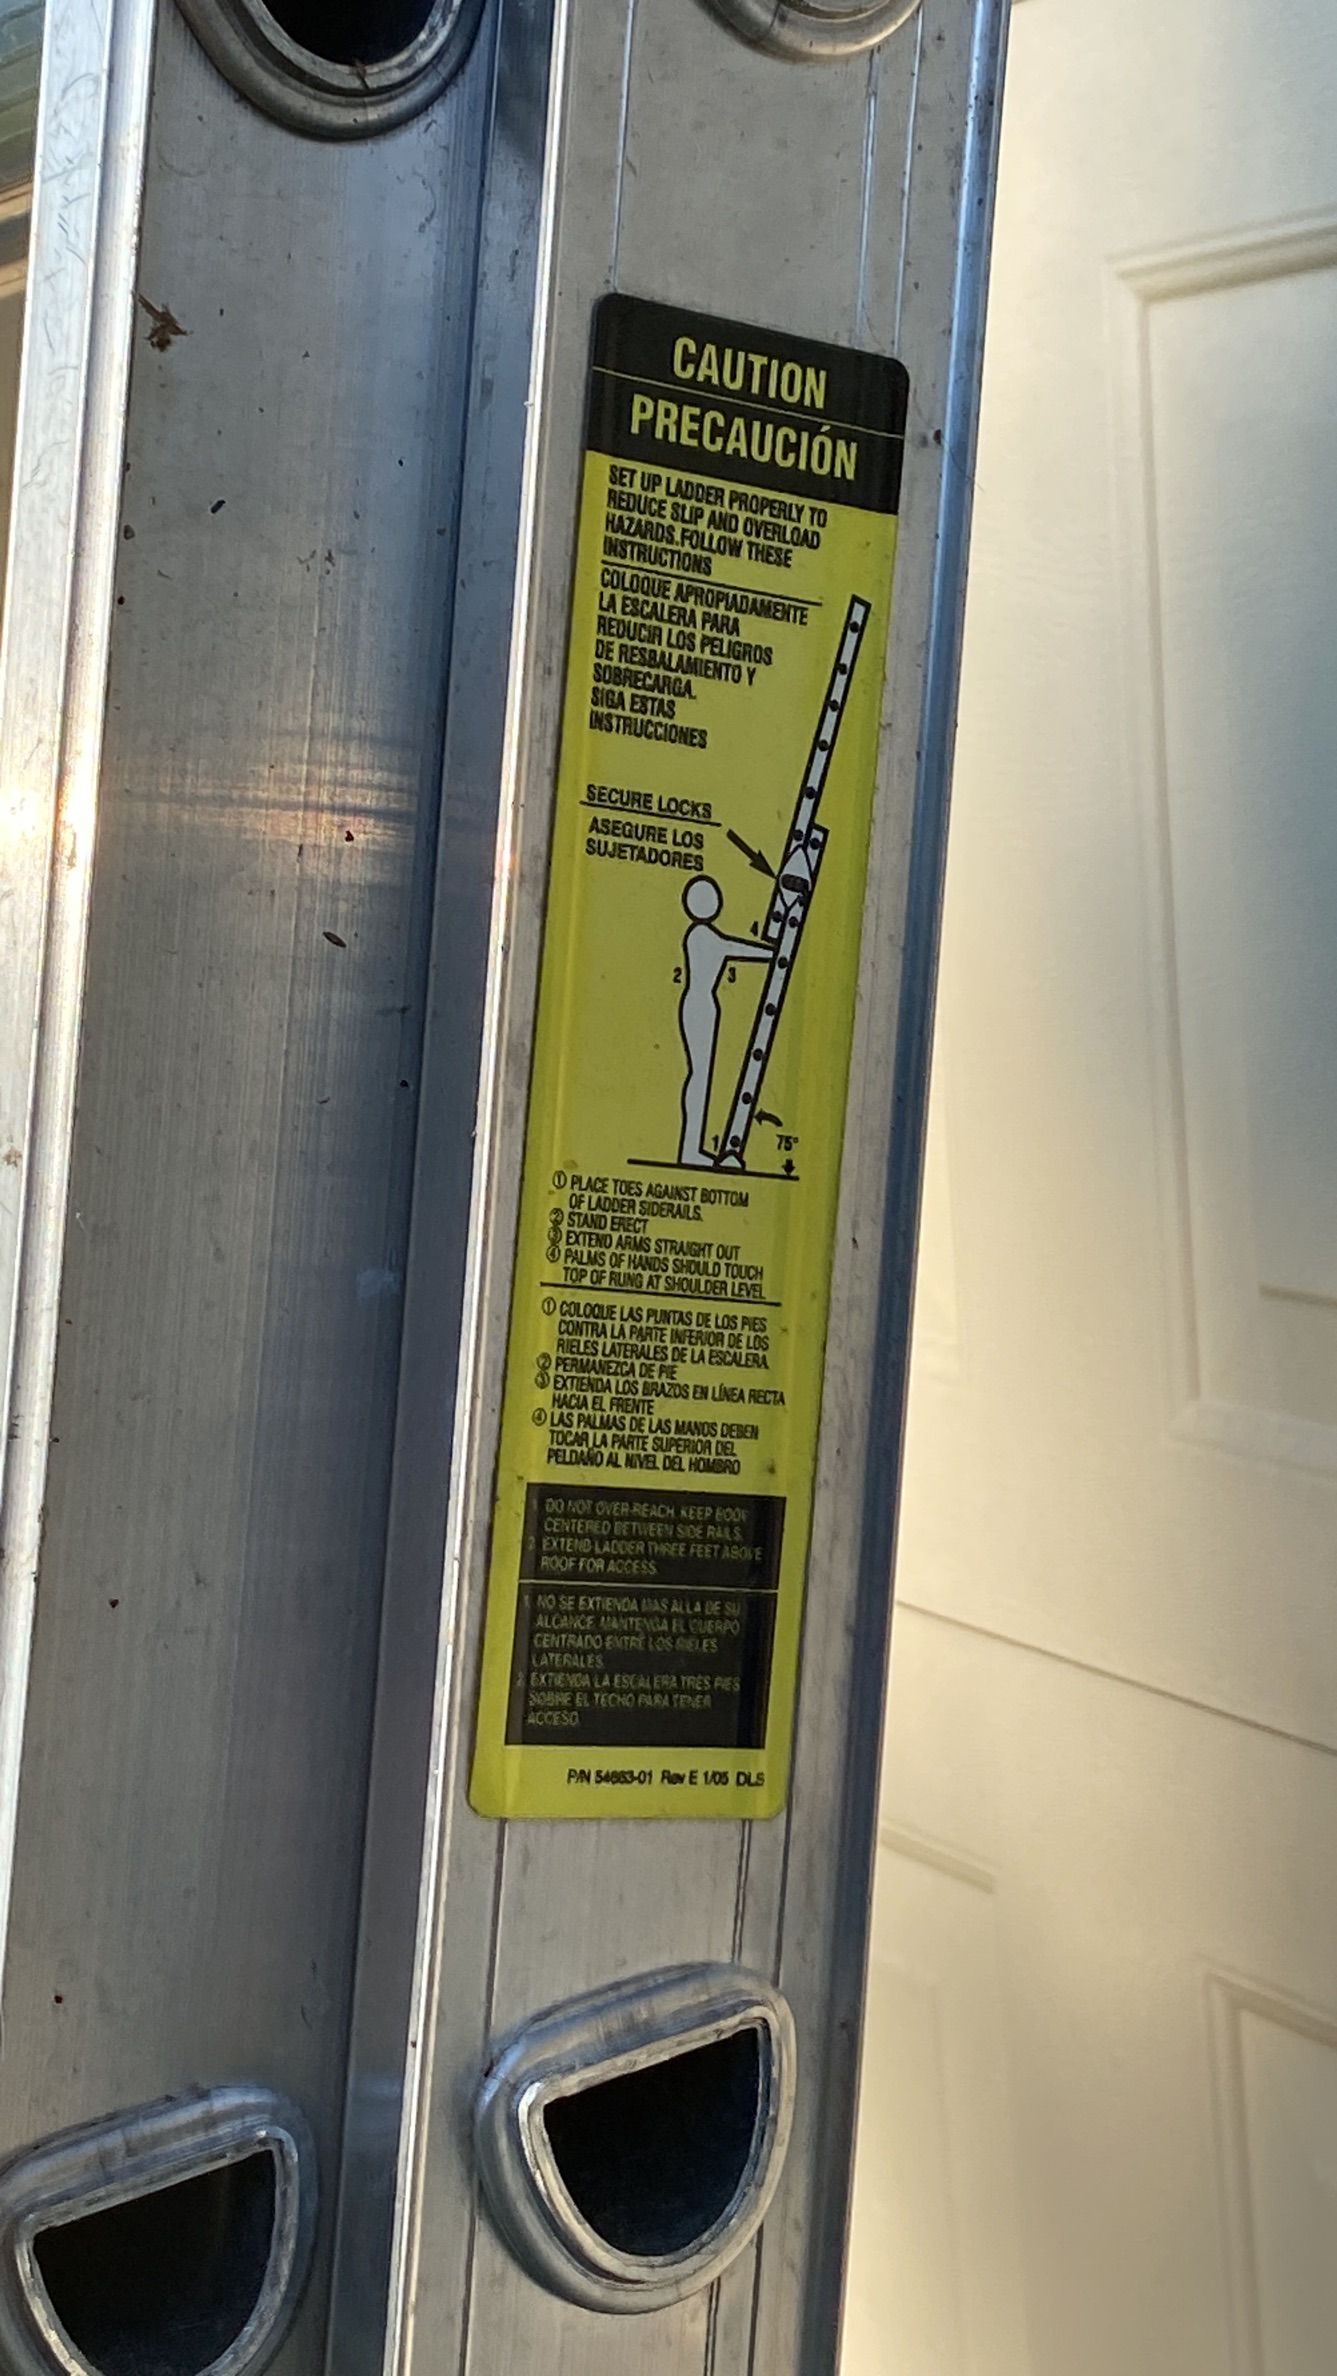 CAUTION
PRECAUCIÓN
SET UP LADDER PROPERLY TO
REDUCE SLIP AND OVERLOAD
HAZARDS. FOLLOW THESE
INSTRUCTIONS
COLOQUE APROPIADAMENTE
LA ESCALERA PARA
REDUCIR LOS PELIGROS
DE RESBALAMIENTO Y
SOBRECARGA.
SIGA ESTAS
INSTRUCCIONES
SECURE LOCKS
ASEGURE LOS
SUJETADORES
4
2 3
1 75°
① PLACE TOES AGAINST BOTTOM
OF LADDER SIDERAILS.
② STAND ERECT
③ EXTEND ARMS STRAIGHT OUT
④ PALMS OF HANDS SHOULD TOUCH
TOP OF RUNG AT SHOULDER LEVEL
① COLOQUE LAS PUNTAS DE LOS PIES
CONTRA LA PARTE INFERIOR DE LOS
RIELES LATERALES DE LA ESCALERA
② PERMANEZCA DE PIE
③ EXTIENDA LOS BRAZOS EN LÍNEA RECTA
HACIA EL FRENTE
④ LAS PALMAS DE LAS MANOS DEBEN
TOCAR LA PARTE SUPERIOR DEL
PELDAÑO AL NIVEL DEL HOMBRO
1. DO NOT OVER-REACH. KEEP BODY
CENTERED BETWEEN SIDE RAILS.
2. EXTEND LADDER THREE FEET ABOVE
ROOF FOR ACCESS.
1. NO SE EXTIENDA MAS ALLA DE SU
ALCANCE. MANTENGA EL CUERPO
CENTRADO ENTRE LOS RIELES
LATERALES.
2. EXTIENDA LA ESCALERA TRES PIES
SOBRE EL TECHO PARA TENER
ACCESO.
P/N 54663-01 Rev E 1/05 DLS